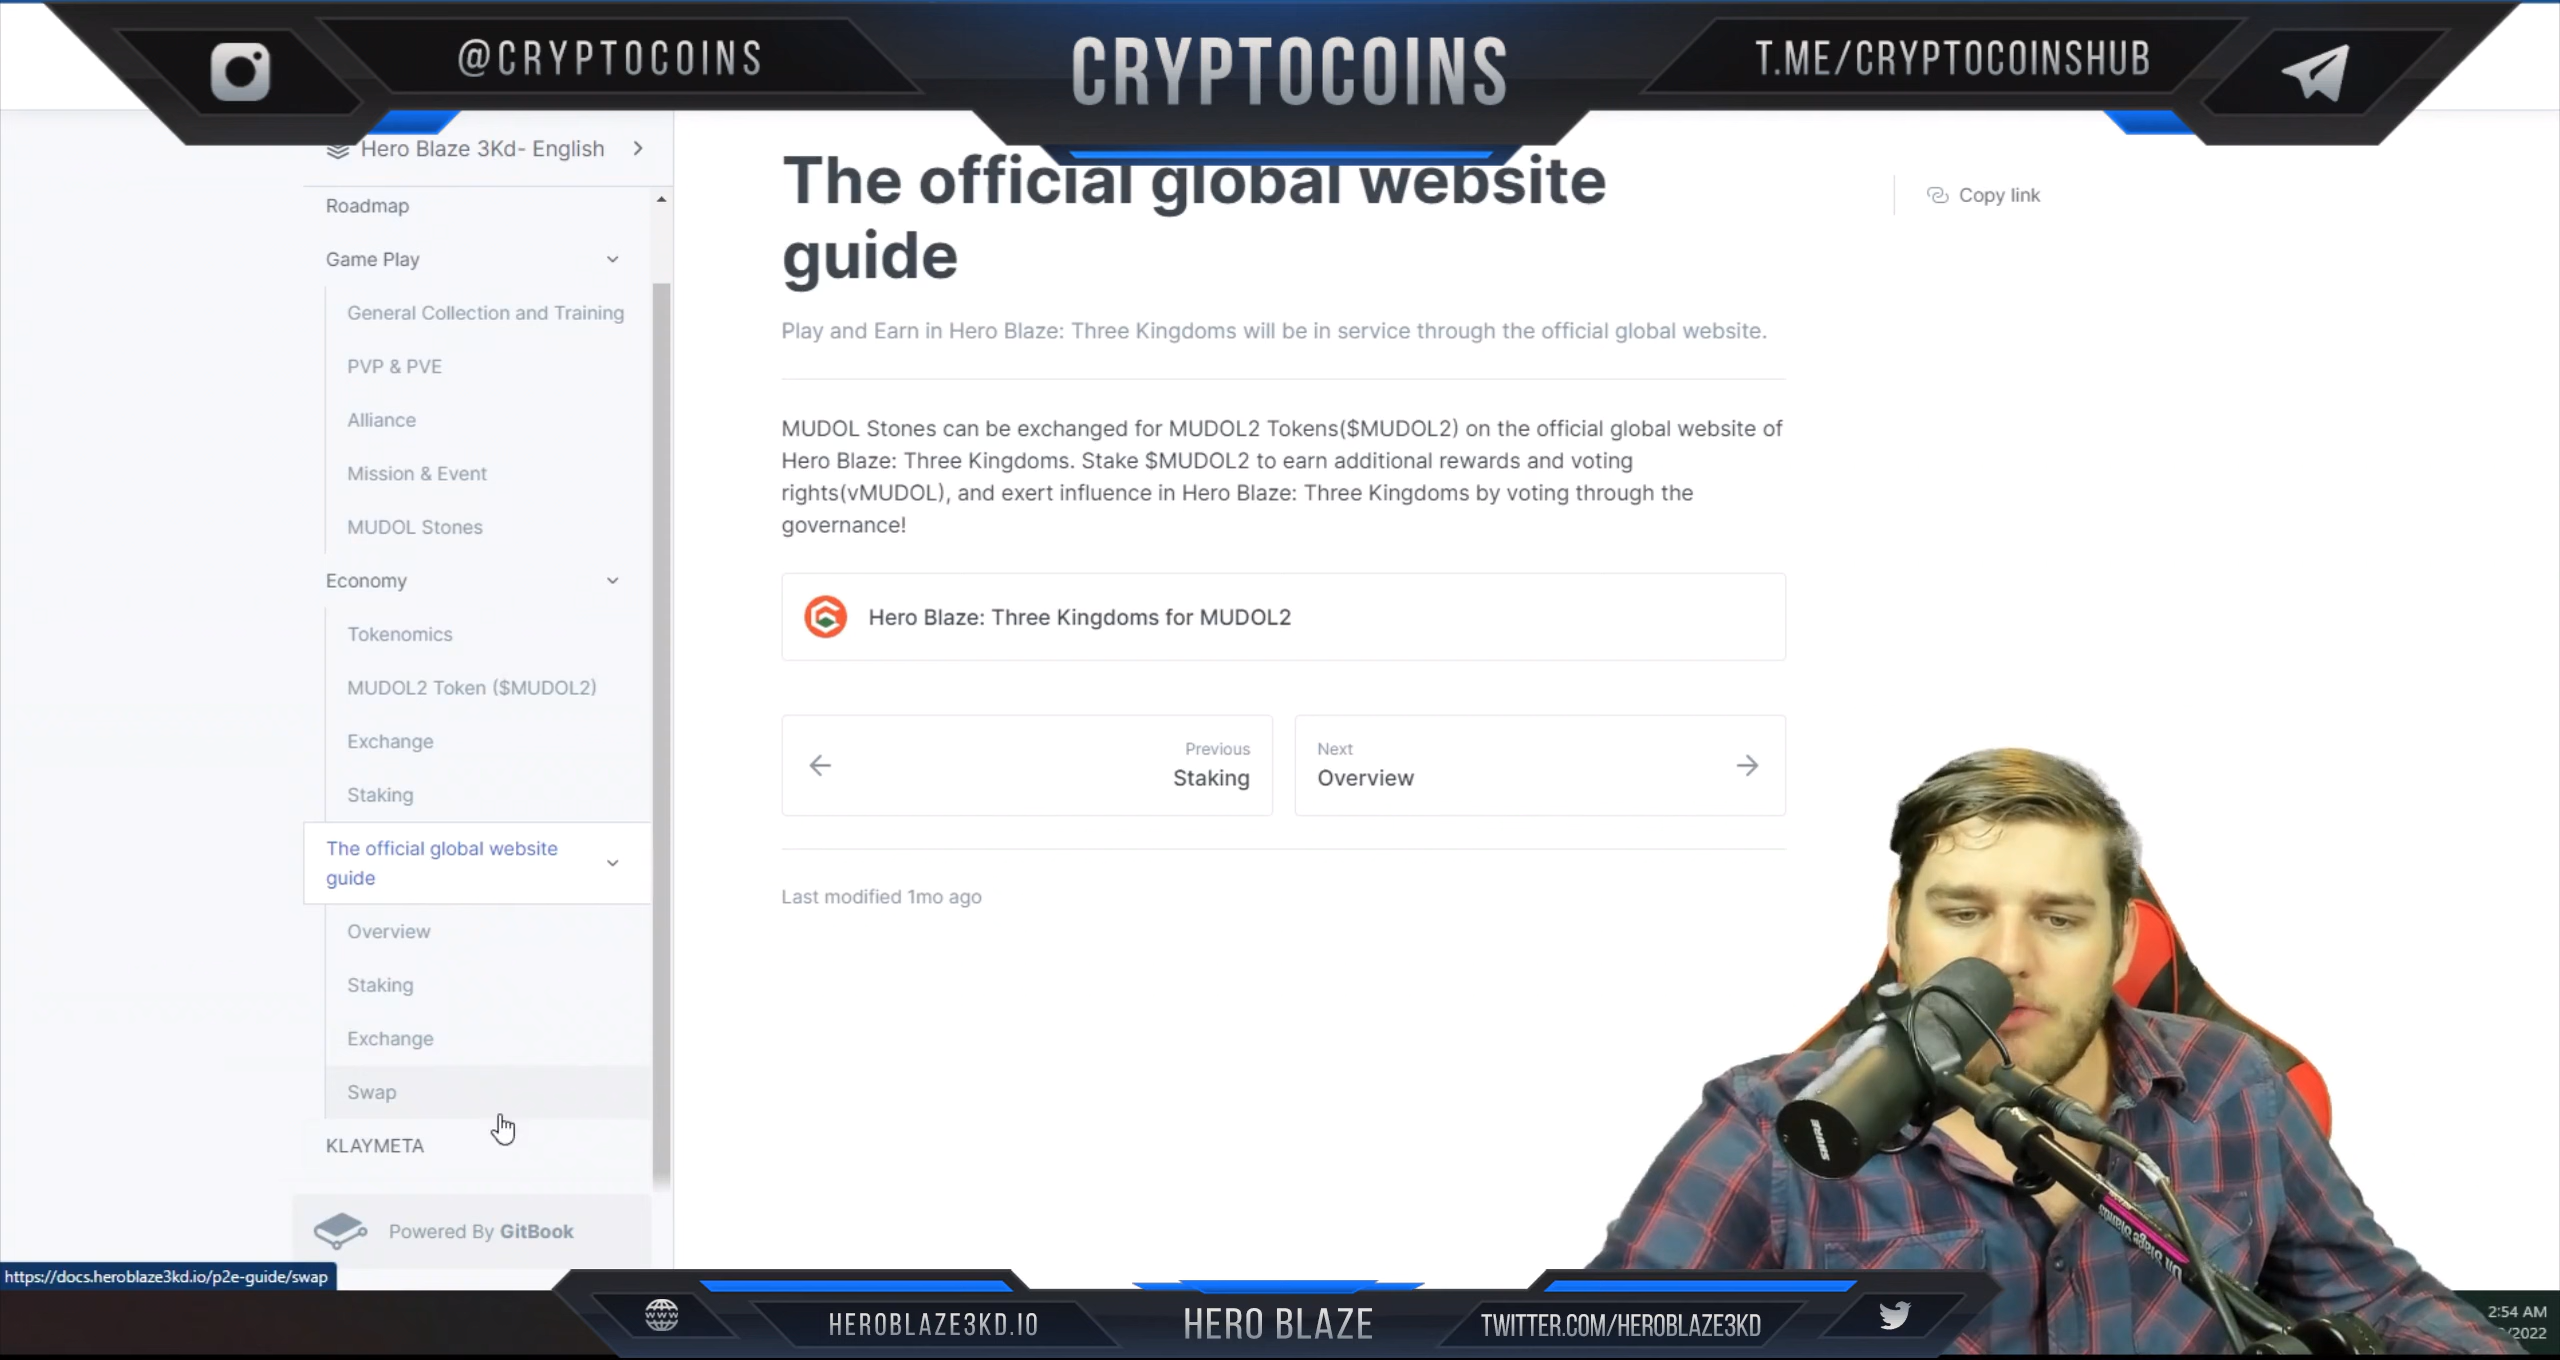 @CRYPTOCOINS
CRYPTOCOINS
T.ME/CRYPTOCOINSHUB
Hero Blaze 3Kd- English
Roadmap
Game Play
General Collection and Training
PVP & PVE
Alliance
Mission & Event
MUDOL Stones
Economy
Tokenomics
MUDOL2 Token ($MUDOL2)
Exchange
Staking
The official global website
guide
Overview
Staking
Exchange
Swap
KLAYMETA
Powered By GitBook
https://docs.heroblaze3kd.io/p2e-guide/swap
The official global website
guide
Copy link
Play and Earn in Hero Blaze: Three Kingdoms will be in service through the official global website.
MUDOL Stones can be exchanged for MUDOL2 Tokens($MUDOL2) on the official global website of
Hero Blaze: Three Kingdoms. Stake $MUDOL2 to earn additional rewards and voting
rights(vMUDOL), and exert influence in Hero Blaze: Three Kingdoms by voting through the
governance!
Hero Blaze: Three Kingdoms for MUDOL2
Previous
Staking
Next
Overview
Last modified 1mo ago
SHURE
WWW
HEROBLAZE3KD.IO
HERO BLAZE
TWITTER.COM/HEROBLAZE3KD
2:54 AM
/2022